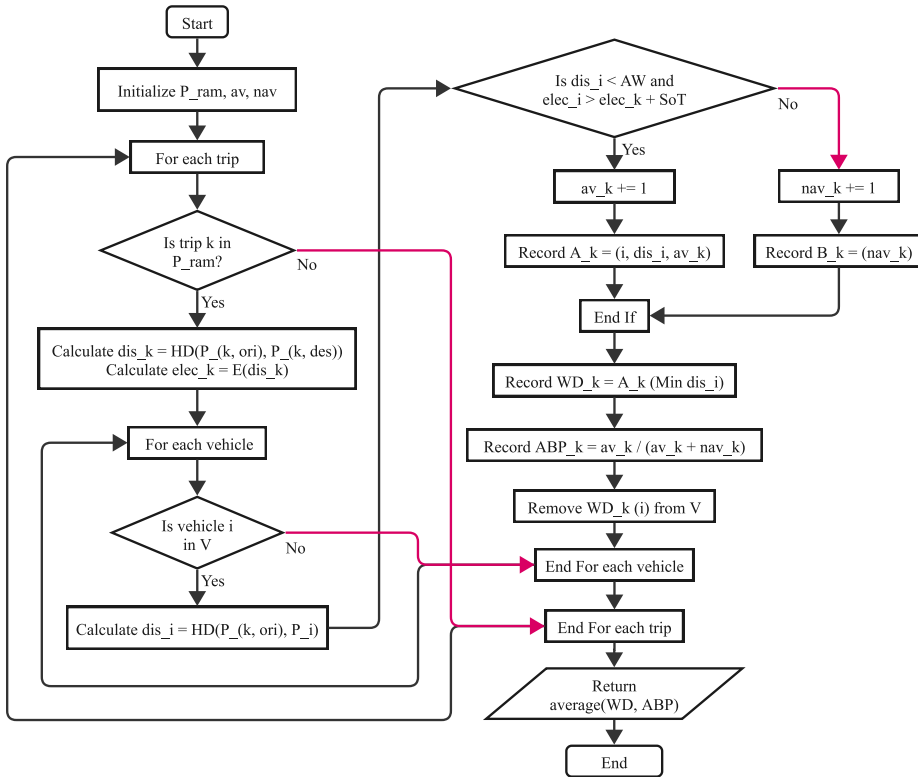 Start
Initialize P_ram, av, nav
For each trip
Is trip k in
P_ram?
No
Yes
Calculate dis_k = HD(P_(k, ori), P_(k, des))
Calculate elec_k = E(dis_k)
For each vehicle
Is vehicle i
in V
No
Yes
Calculate dis_i = HD(P_(k, ori), P_i)
Is dis_i < AW and
elec_i > elec_k + SoT
No
Yes
av_k += 1
nav_k += 1
Record A_k = (i, dis_i, av_k)
Record B_k = (nav_k)
End If
Record WD_k = A_k (Min dis_i)
Record ABP_k = av_k / (av_k + nav_k)
Remove WD_k (i) from V
End For each vehicle
End For each trip
Return
average(WD, ABP)
End